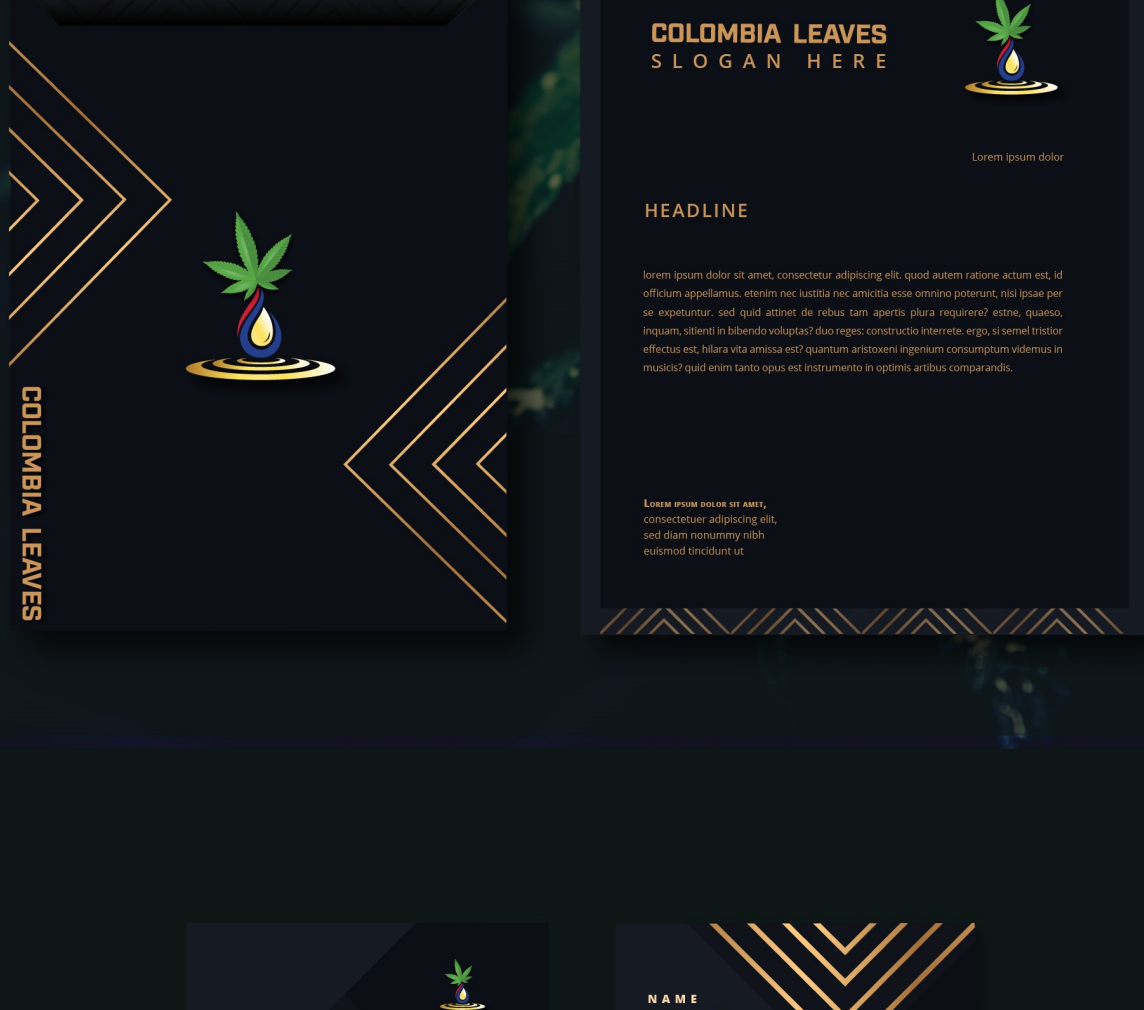 COLOMBIA LEAVES
COLOMBIA LEAVES
SLOGAN HERE
Lorem ipsum dolor
HEADLINE
lorem ipsum dolor sit amet, consectetur adipiscing elit. quod autem ratione actum est, id
officium appellamus. etenim nec iustitia nec amicitia esse omnino poterunt, nisi ipsae per
se expetuntur. sed quid attinet de rebus tam apertis plura requirere? estne, quaeso,
inquam, sitienti in bibendo voluptas? duo reges: constructio interrete. ergo, si semel tristior
effectus est, hilara vita amissa est? quantum aristoxeni ingenium consumptum videmus in
musicis? quid enim tanto opus est instrumento in optimis artibus comparandis.
Lorem ipsum dolor sit amet,
consectetuer adipiscing elit,
sed diam nonummy nibh
euismod tincidunt ut
NAME